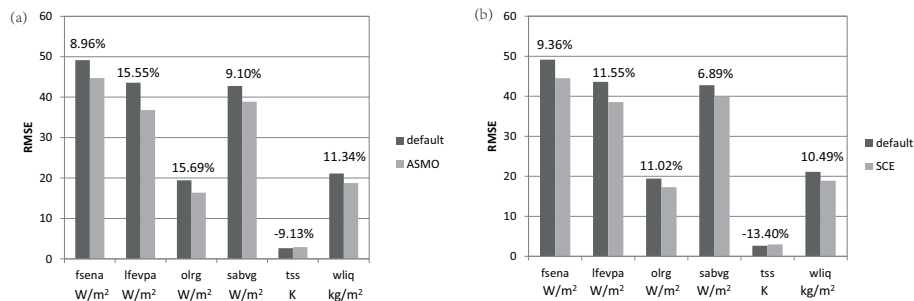 (a)
60
50
40
30
20
10
0
RMSE
8.96%
15.55%
15.69%
9.10%
-9.13%
11.34%
fsena lfevpa olrg sabvg tss wliq
W/m² W/m² W/m² W/m² K kg/m²
default
ASMO
(b)
60
50
40
30
20
10
0
RMSE
9.36%
11.55%
11.02%
6.89%
-13.40%
10.49%
fsena lfevpa olrg sabvg tss wliq
W/m² W/m² W/m² W/m² K kg/m²
default
SCE